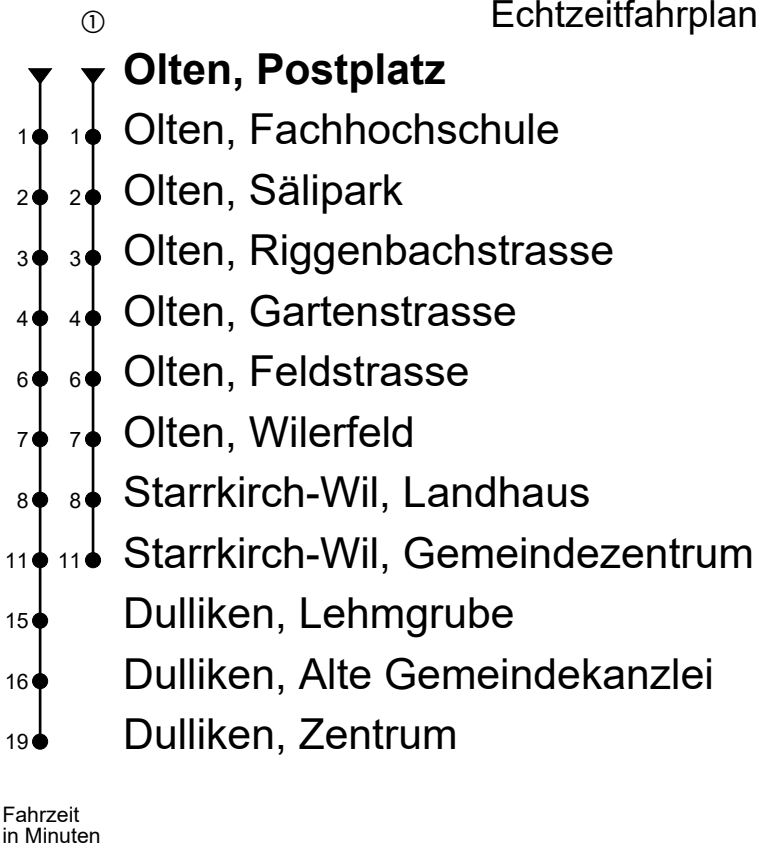 ① Echtzeitfahrplan
Olten, Postplatz
1 1 Olten, Fachhochschule
2 2 Olten, Sälipark
3 3 Olten, Riggenbachstrasse
4 4 Olten, Gartenstrasse
6 6 Olten, Feldstrasse
7 7 Olten, Wilerfeld
8 8 Starrkirch-Wil, Landhaus
11 11 Starrkirch-Wil, Gemeindezentrum
15 Dulliken, Lehmgrube
16 Dulliken, Alte Gemeindekanzlei
19 Dulliken, Zentrum
Fahrzeit
in Minuten